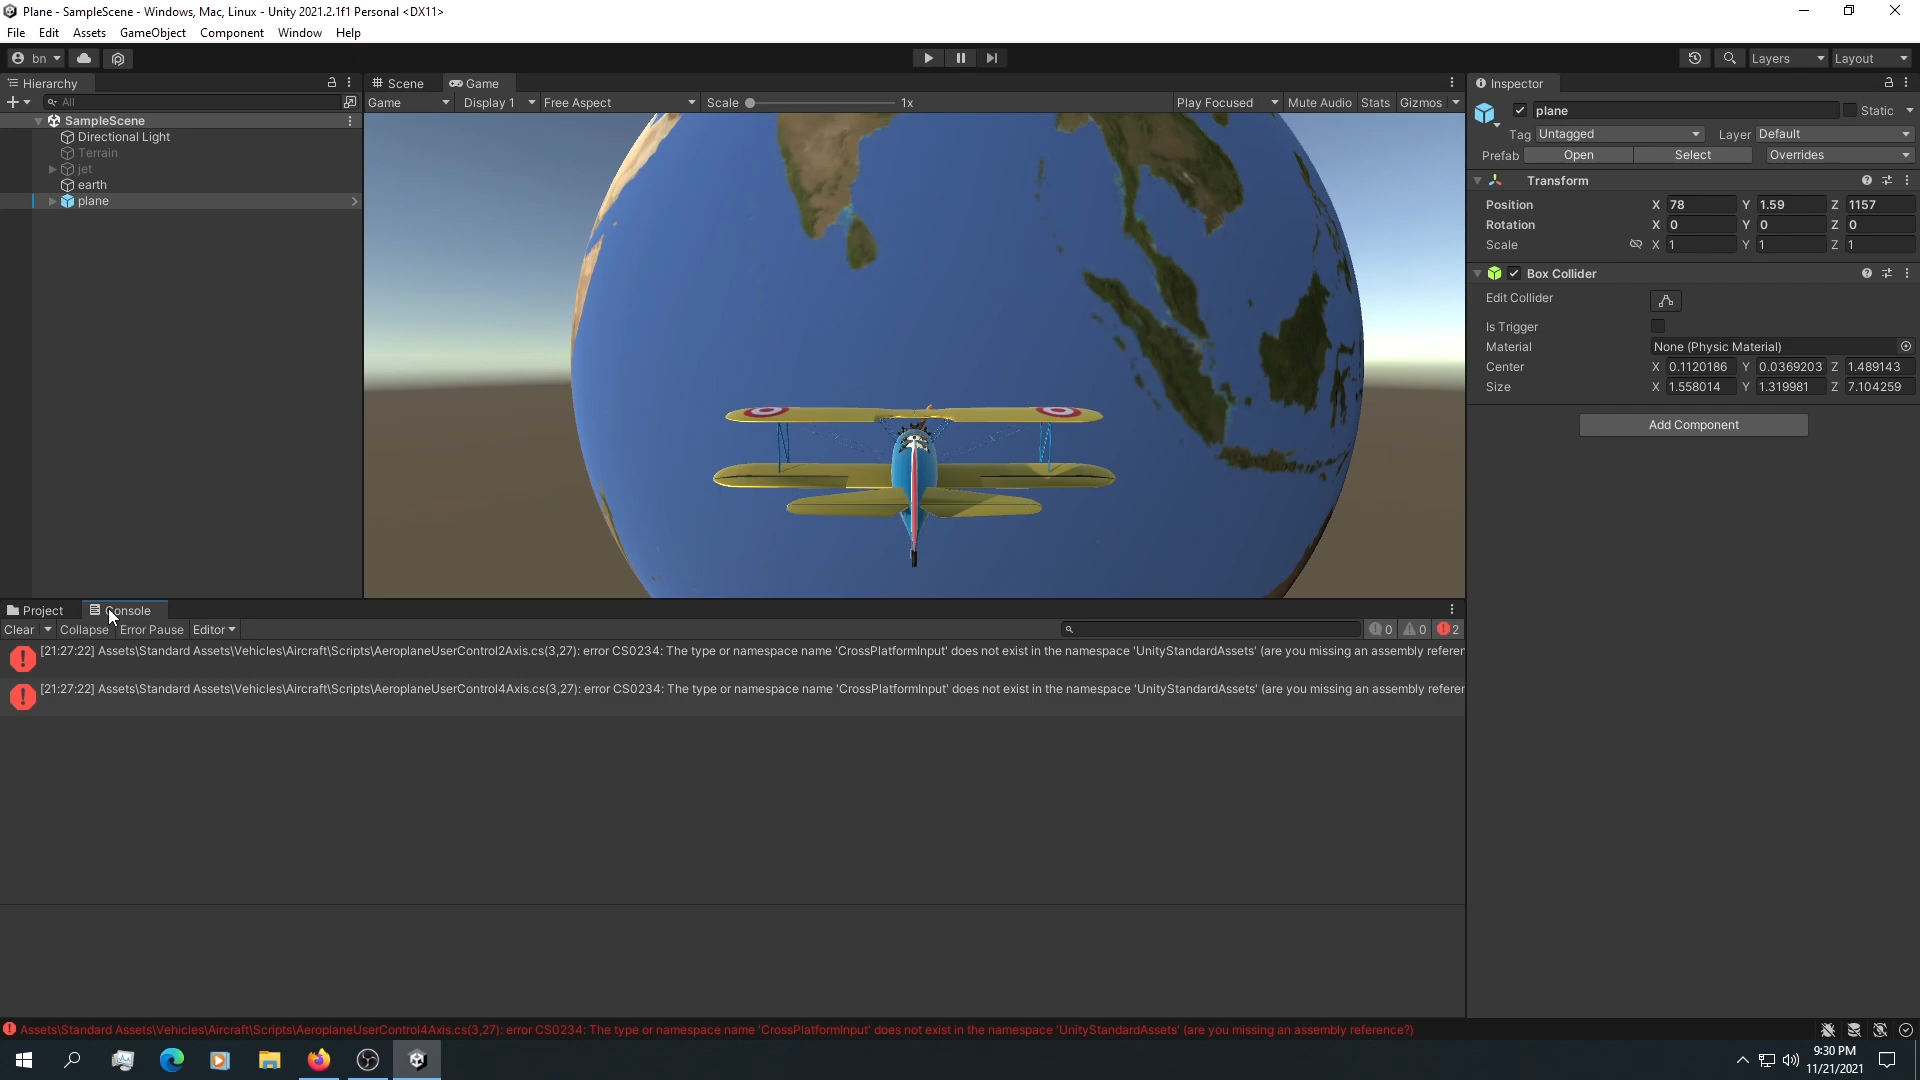 Plane - SampleScene - Windows, Mac, Linux - Unity 2021.2.1f1 Personal <DX11>
File Edit Assets GameObject Component Window Help
bn Layers Layout
Hierarchy
All
SampleScene
Directional Light
Terrain
jet
earth
plane
Scene Game
Game Display 1 Free Aspect Scale 1x Play Focused Mute Audio Stats Gizmos
Inspector
plane Static
Tag Untagged Layer Default
Prefab Open Select Overrides
Transform
Position X 78 Y 1.59 Z 1157
Rotation X 0 Y 0 Z 0
Scale X 1 Y 1 Z 1
Box Collider
Edit Collider
Is Trigger
Material None (Physic Material)
Center X 0.1120186 Y 0.0369203 Z 1.489143
Size X 1.558014 Y 1.319981 Z 7.104259
Add Component
Project Console
Clear Collapse Error Pause Editor 0 0 2
[21:27:22] Assets\Standard Assets\Vehicles\Aircraft\Scripts\AeroplaneUserControl2Axis.cs(3,27): error CS0234: The type or namespace name 'CrossPlatformInput' does not exist in the namespace 'UnityStandardAssets' (are you missing an assembly referen
[21:27:22] Assets\Standard Assets\Vehicles\Aircraft\Scripts\AeroplaneUserControl4Axis.cs(3,27): error CS0234: The type or namespace name 'CrossPlatformInput' does not exist in the namespace 'UnityStandardAssets' (are you missing an assembly referen
Assets\Standard Assets\Vehicles\Aircraft\Scripts\AeroplaneUserControl4Axis.cs(3,27): error CS0234: The type or namespace name 'CrossPlatformInput' does not exist in the namespace 'UnityStandardAssets' (are you missing an assembly reference?)
9:30 PM
11/21/2021